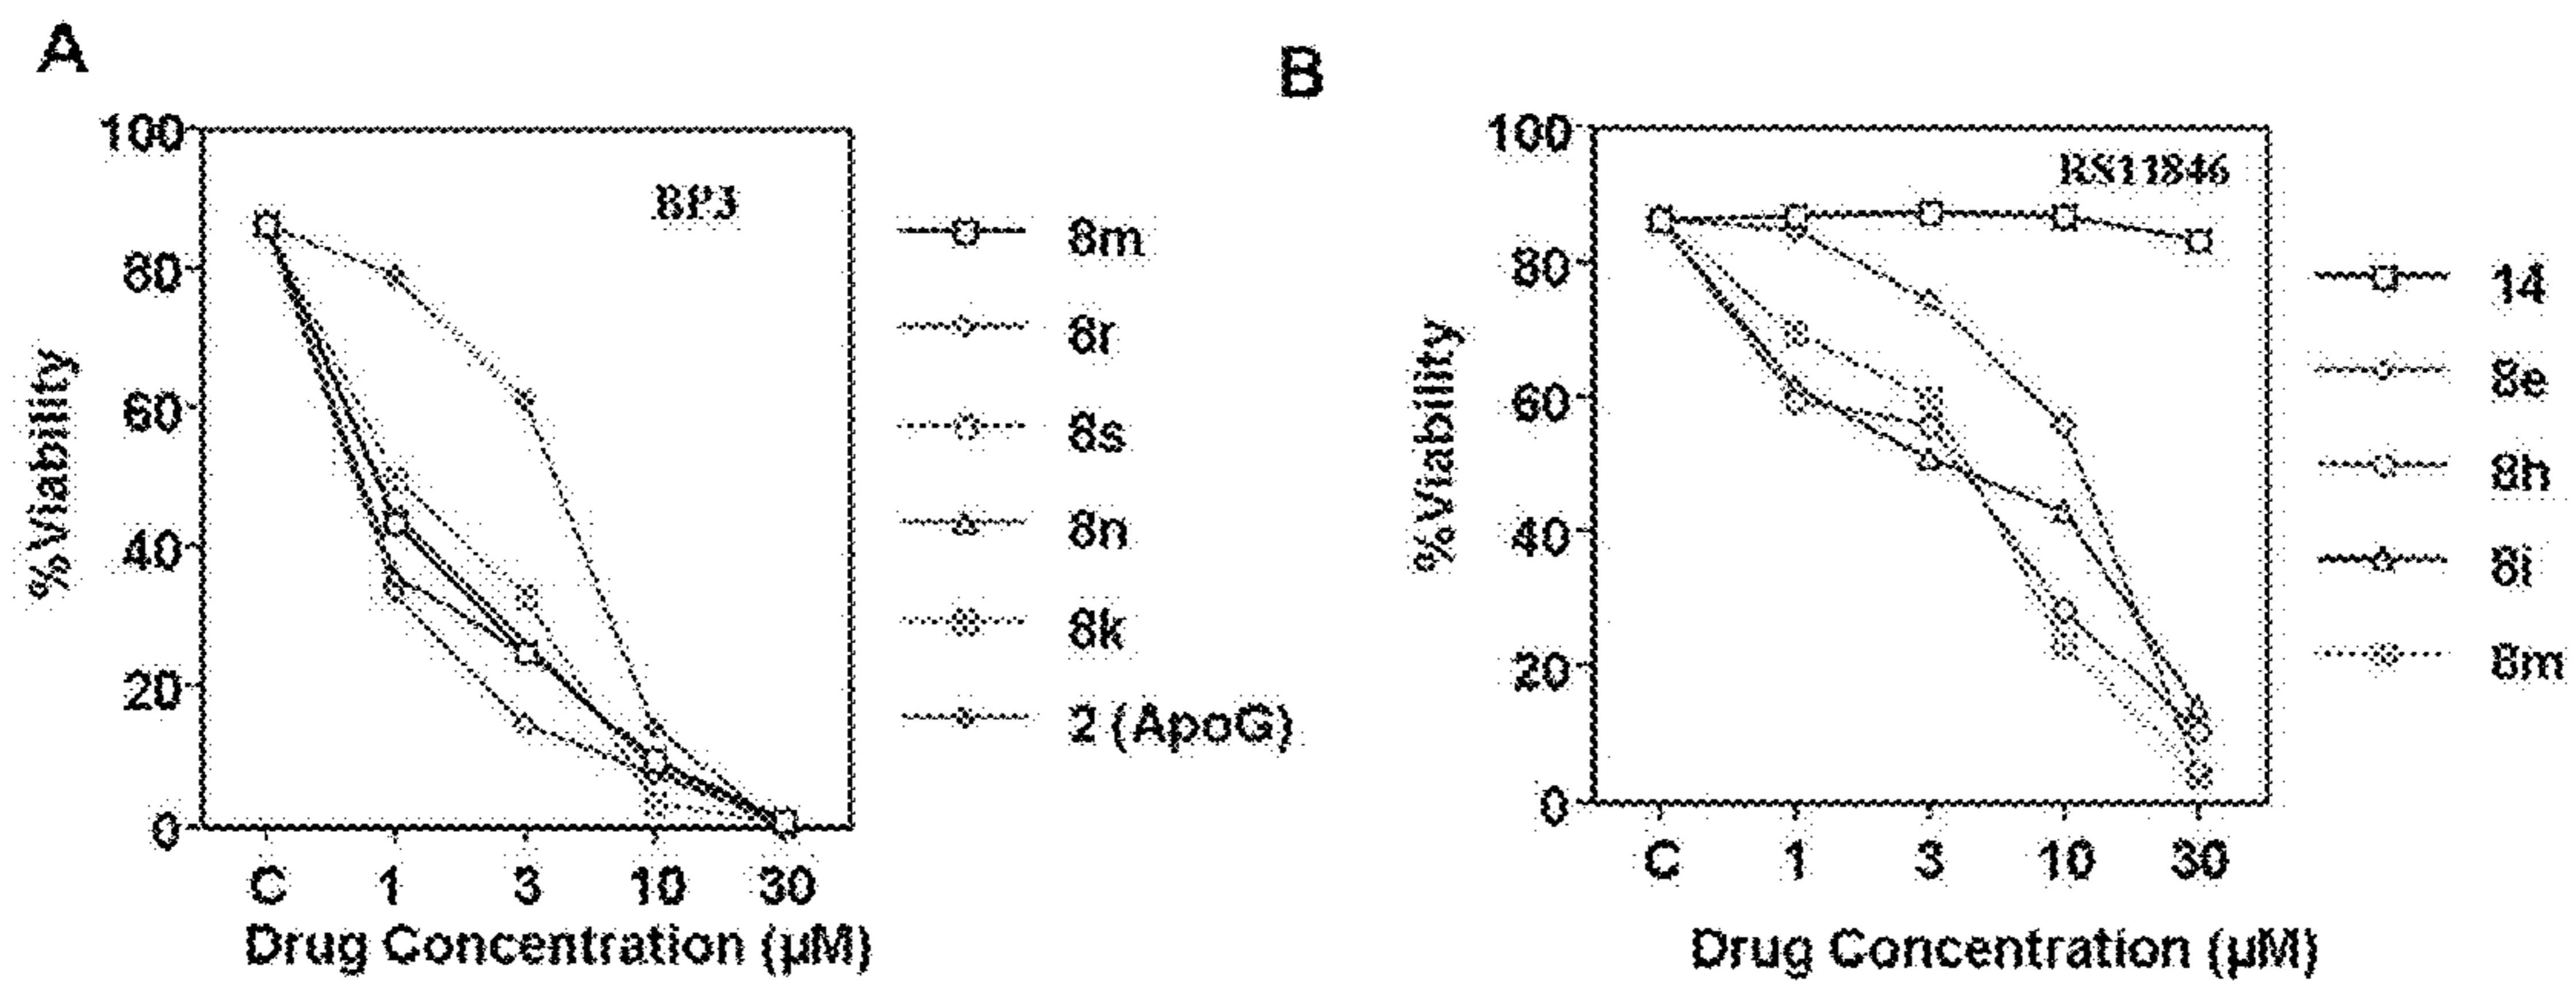 A
100
80
60
40
20
0
%Viability
BP3
C 1 3 10 30
Drug Concentration (µM)
8m
8r
8s
8n
8k
2 (ApoG)
B
100
80
60
40
20
0
%Viability
RS11846
C 1 3 10 30
Drug Concentration (µM)
14
8e
8h
8i
8m